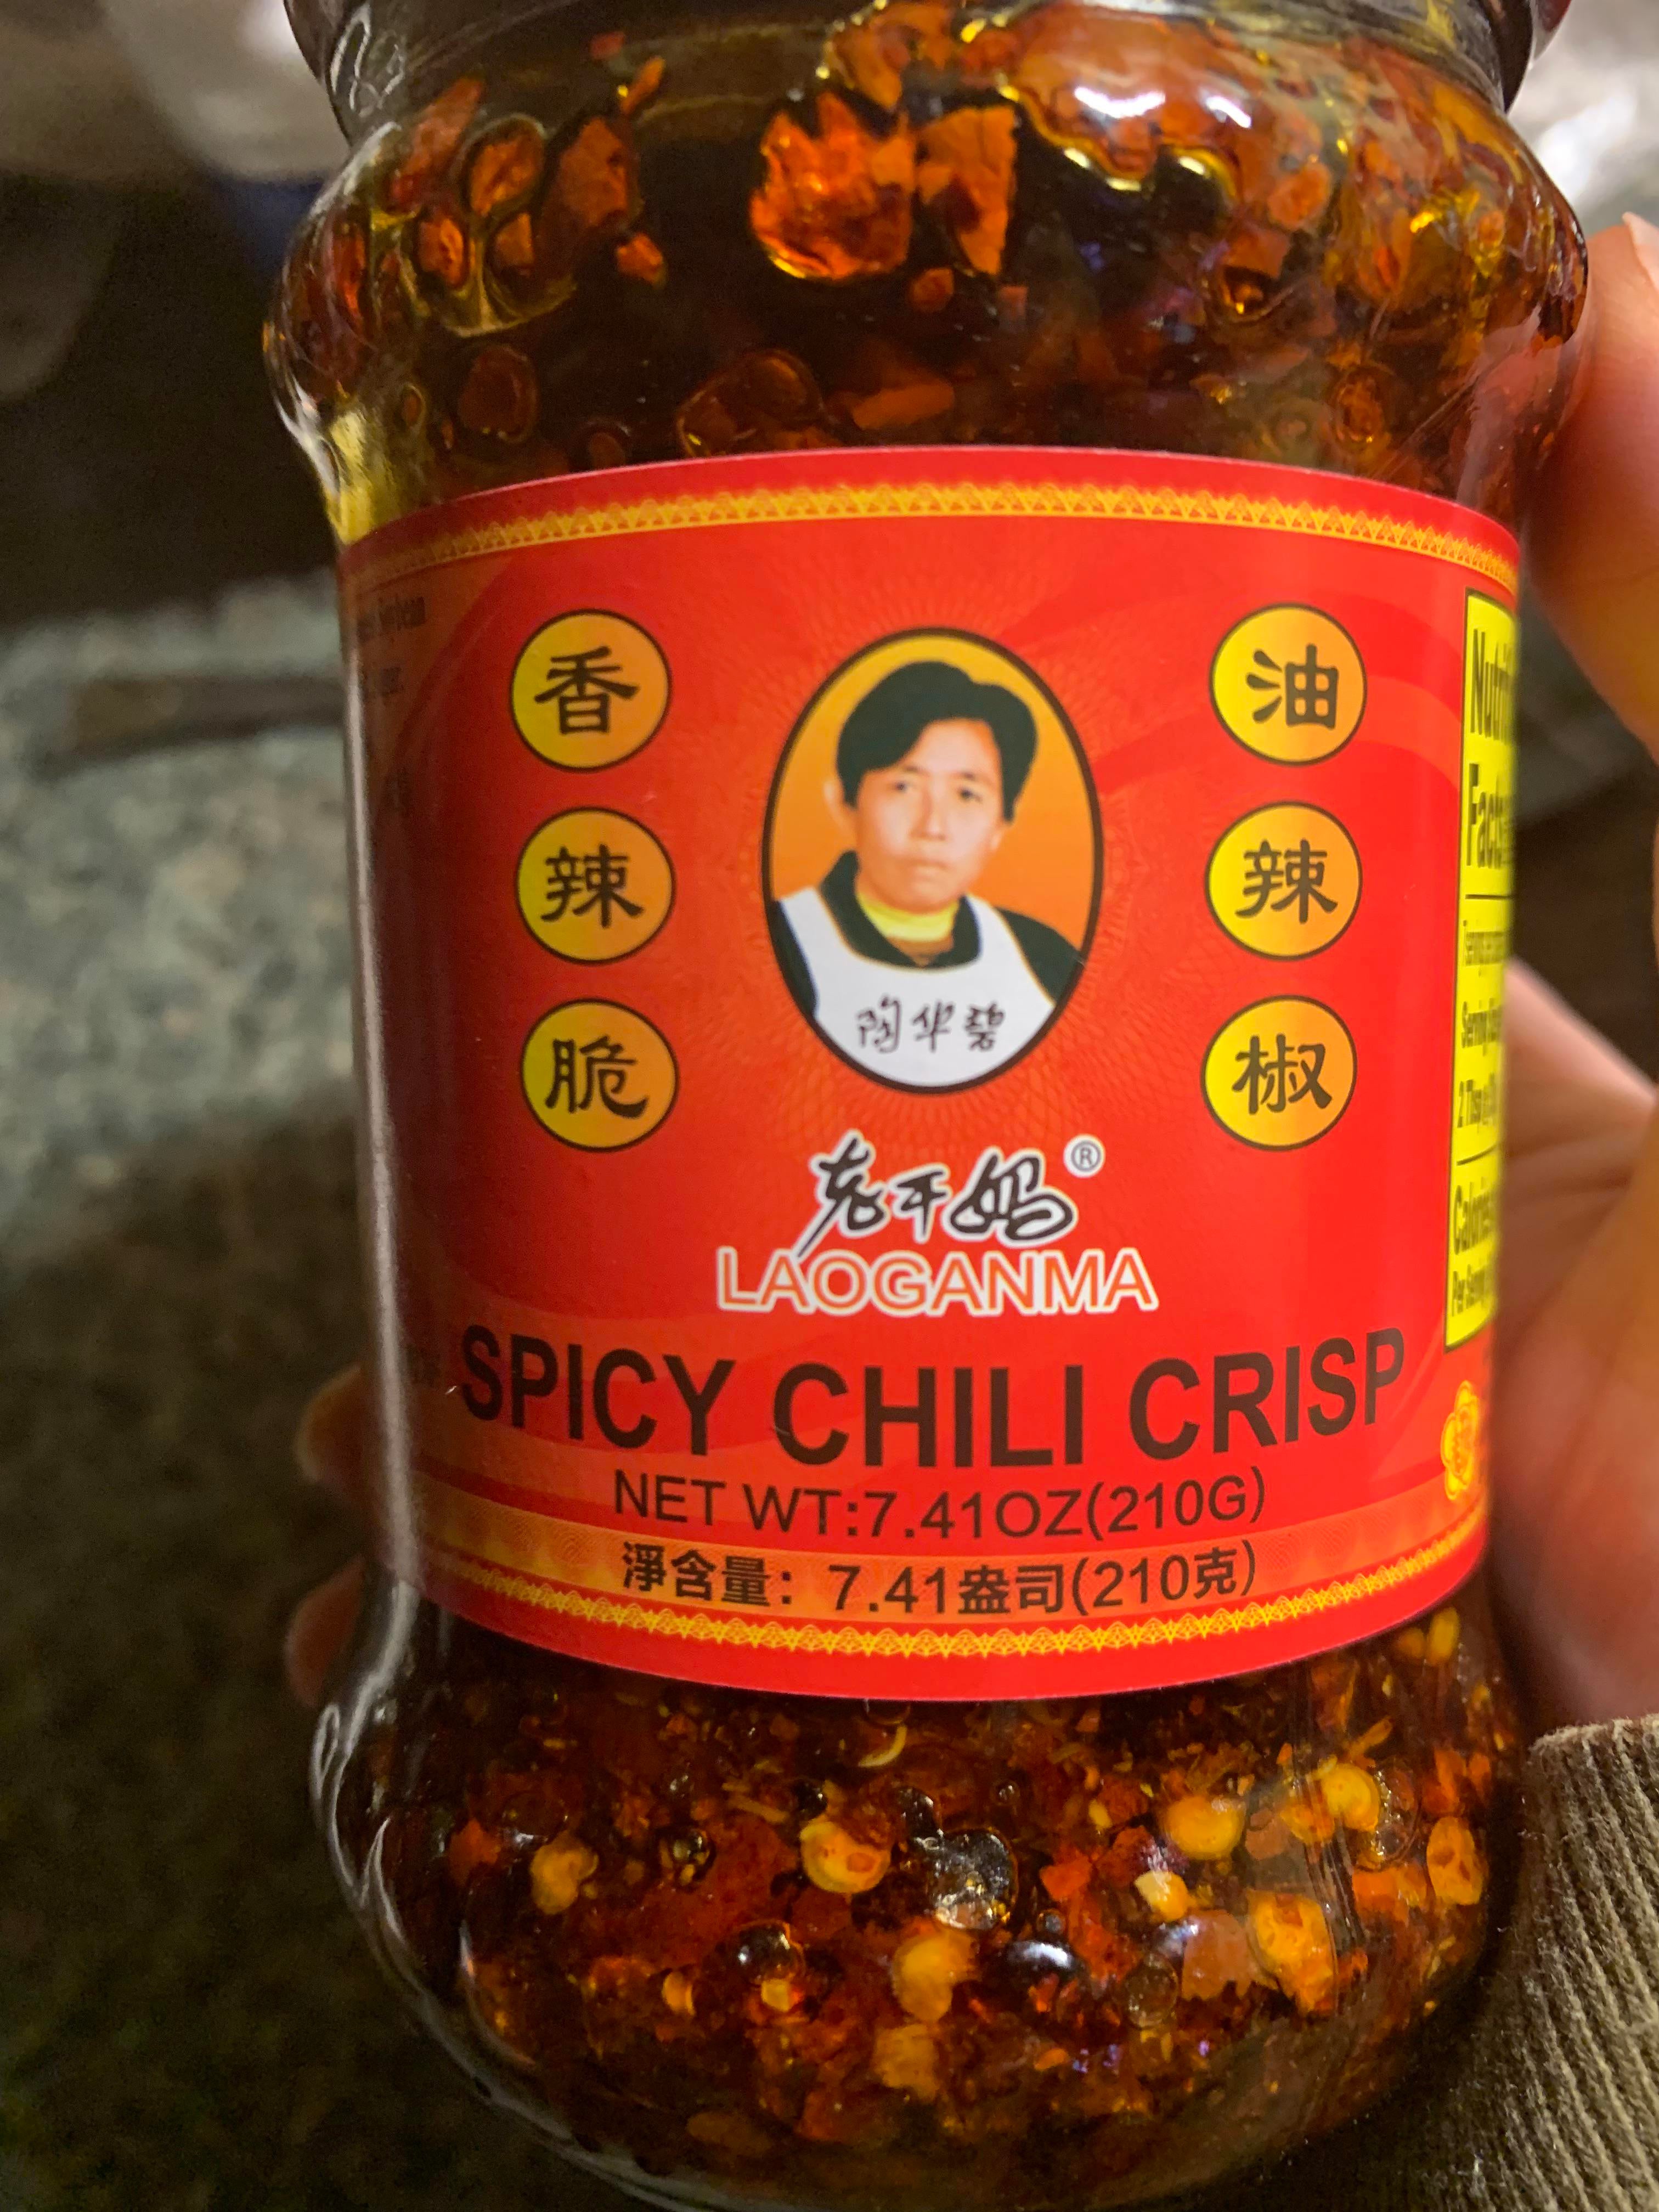 香辣脆
油辣椒
陶华碧
老干妈®
LAOGANMA
SPICY CHILI CRISP
NET WT:7.41OZ(210G)
淨含量：7.41盎司(210克)
Facts